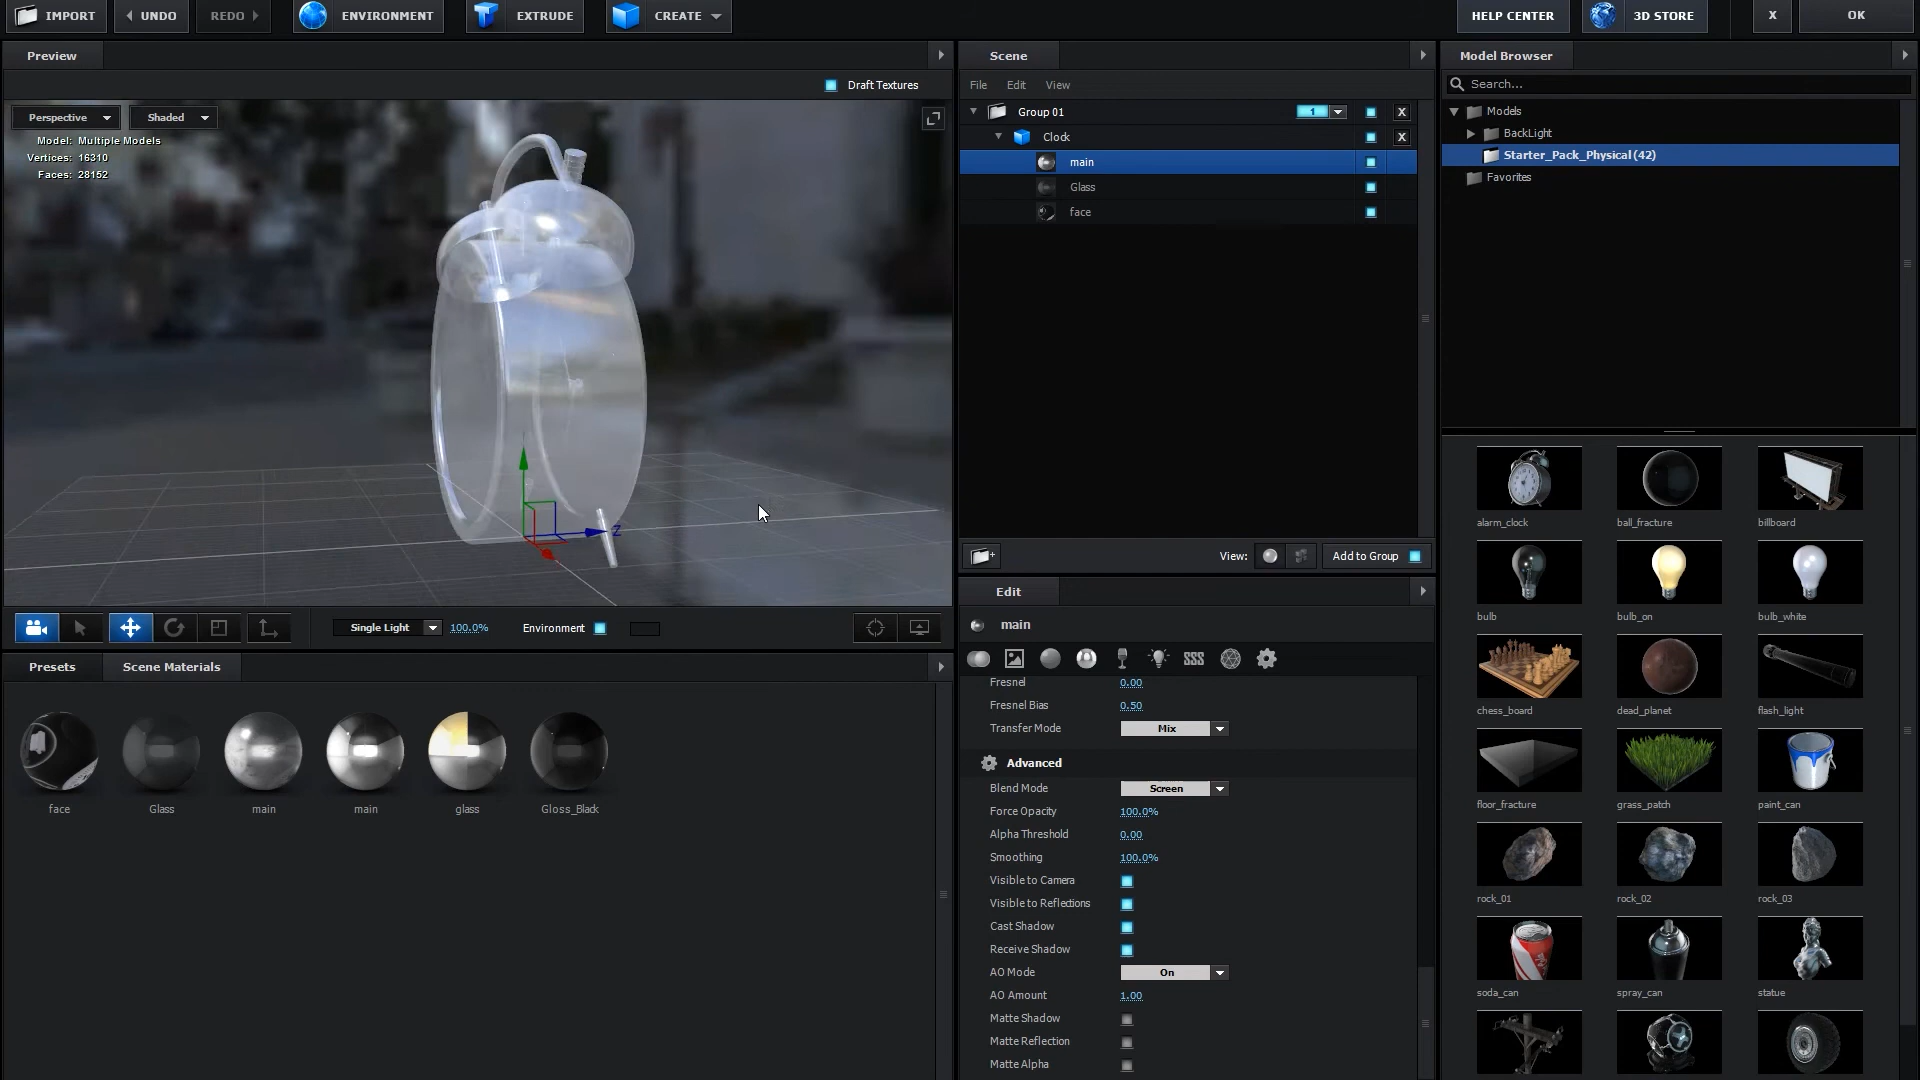 IMPORT
UNDO
REDO
ENVIRONMENT
EXTRUDE
CREATE
HELP CENTER
3D STORE
X
OK
Preview
Draft Textures
Perspective
Shaded
Model: Multiple Models
Vertices: 16310
Faces: 28152
Z
Single Light
100.0%
Environment
Presets
Scene Materials
face
Glass
main
main
glass
Gloss_Black
Scene
File
Edit
View
Group 01
1
X
Clock
X
main
Glass
face
View:
Add to Group
Edit
main
Fresnel
0.00
Fresnel Bias
0.50
Transfer Mode
Mix
Advanced
Blend Mode
Screen
Force Opacity
100.0%
Alpha Threshold
0.00
Smoothing
100.0%
Visible to Camera
Visible to Reflections
Cast Shadow
Receive Shadow
AO Mode
On
AO Amount
1.00
Matte Shadow
Matte Reflection
Matte Alpha
Model Browser
Search...
Models
BackLight
Starter_Pack_Physical (42)
Favorites
alarm_clock
ball_fracture
billboard
bulb
bulb_on
bulb_white
chess_board
dead_planet
flash_light
floor_fracture
grass_patch
paint_can
rock_01
rock_02
rock_03
soda_can
spray_can
statue